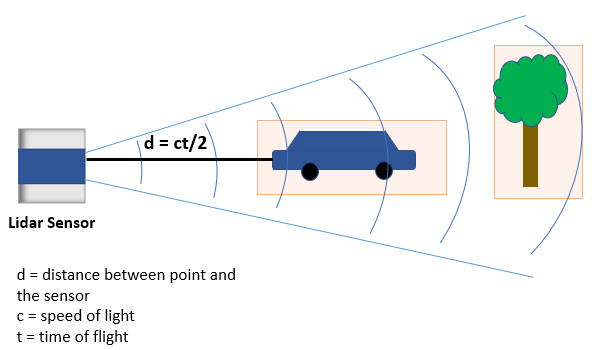 d = ct/2
Lidar Sensor
d = distance between point and
the sensor
c = speed of light
t = time of flight